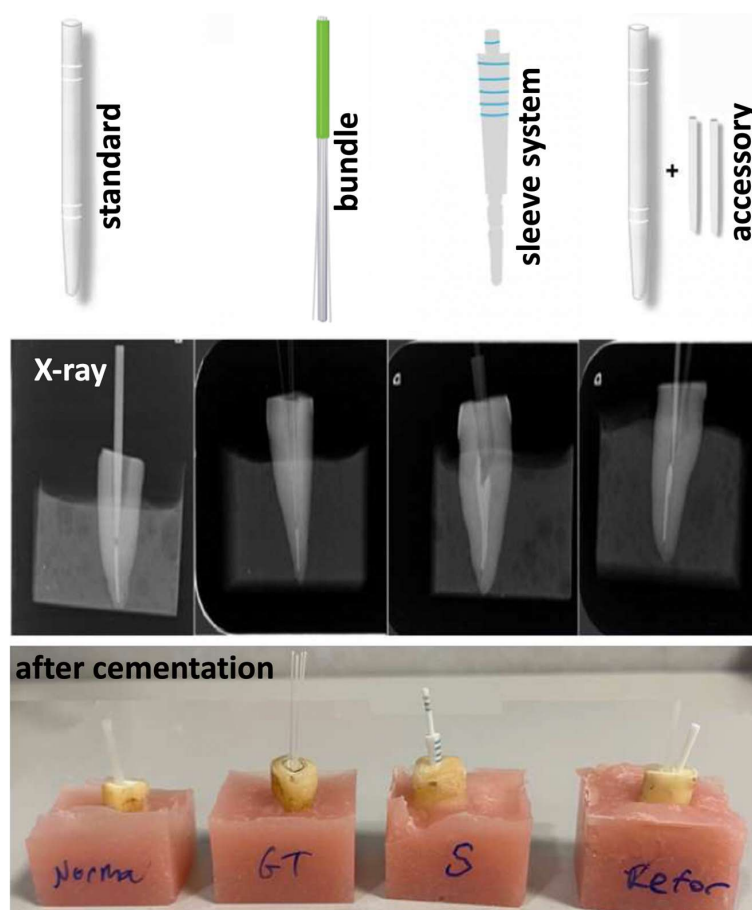 standard
bundle
sleeve system
+
accessory
X-ray
after cementation
Norma
GT
S
Refor